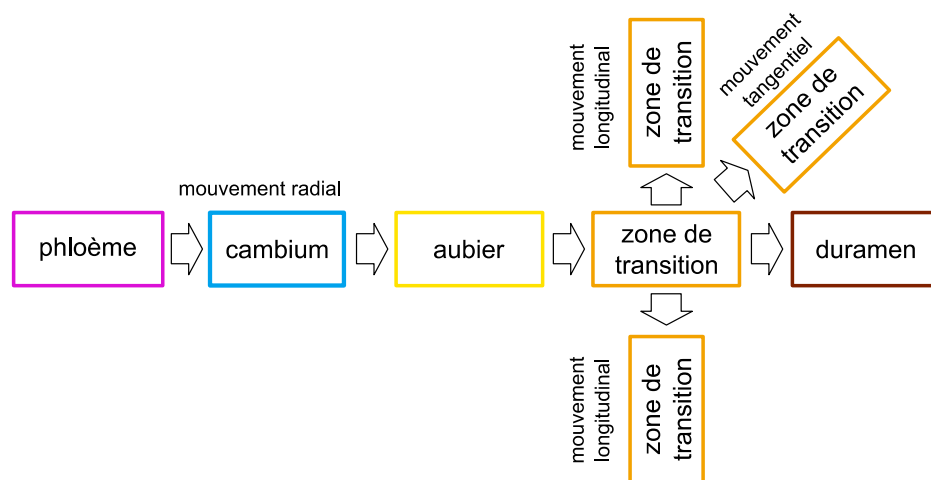 mouvement
longitudinal
zone de
transition
mouvement
tangentiel
zone de
transition
mouvement radial
phloème
cambium
aubier
zone de
transition
duramen
mouvement
longitudinal
zone de
transition